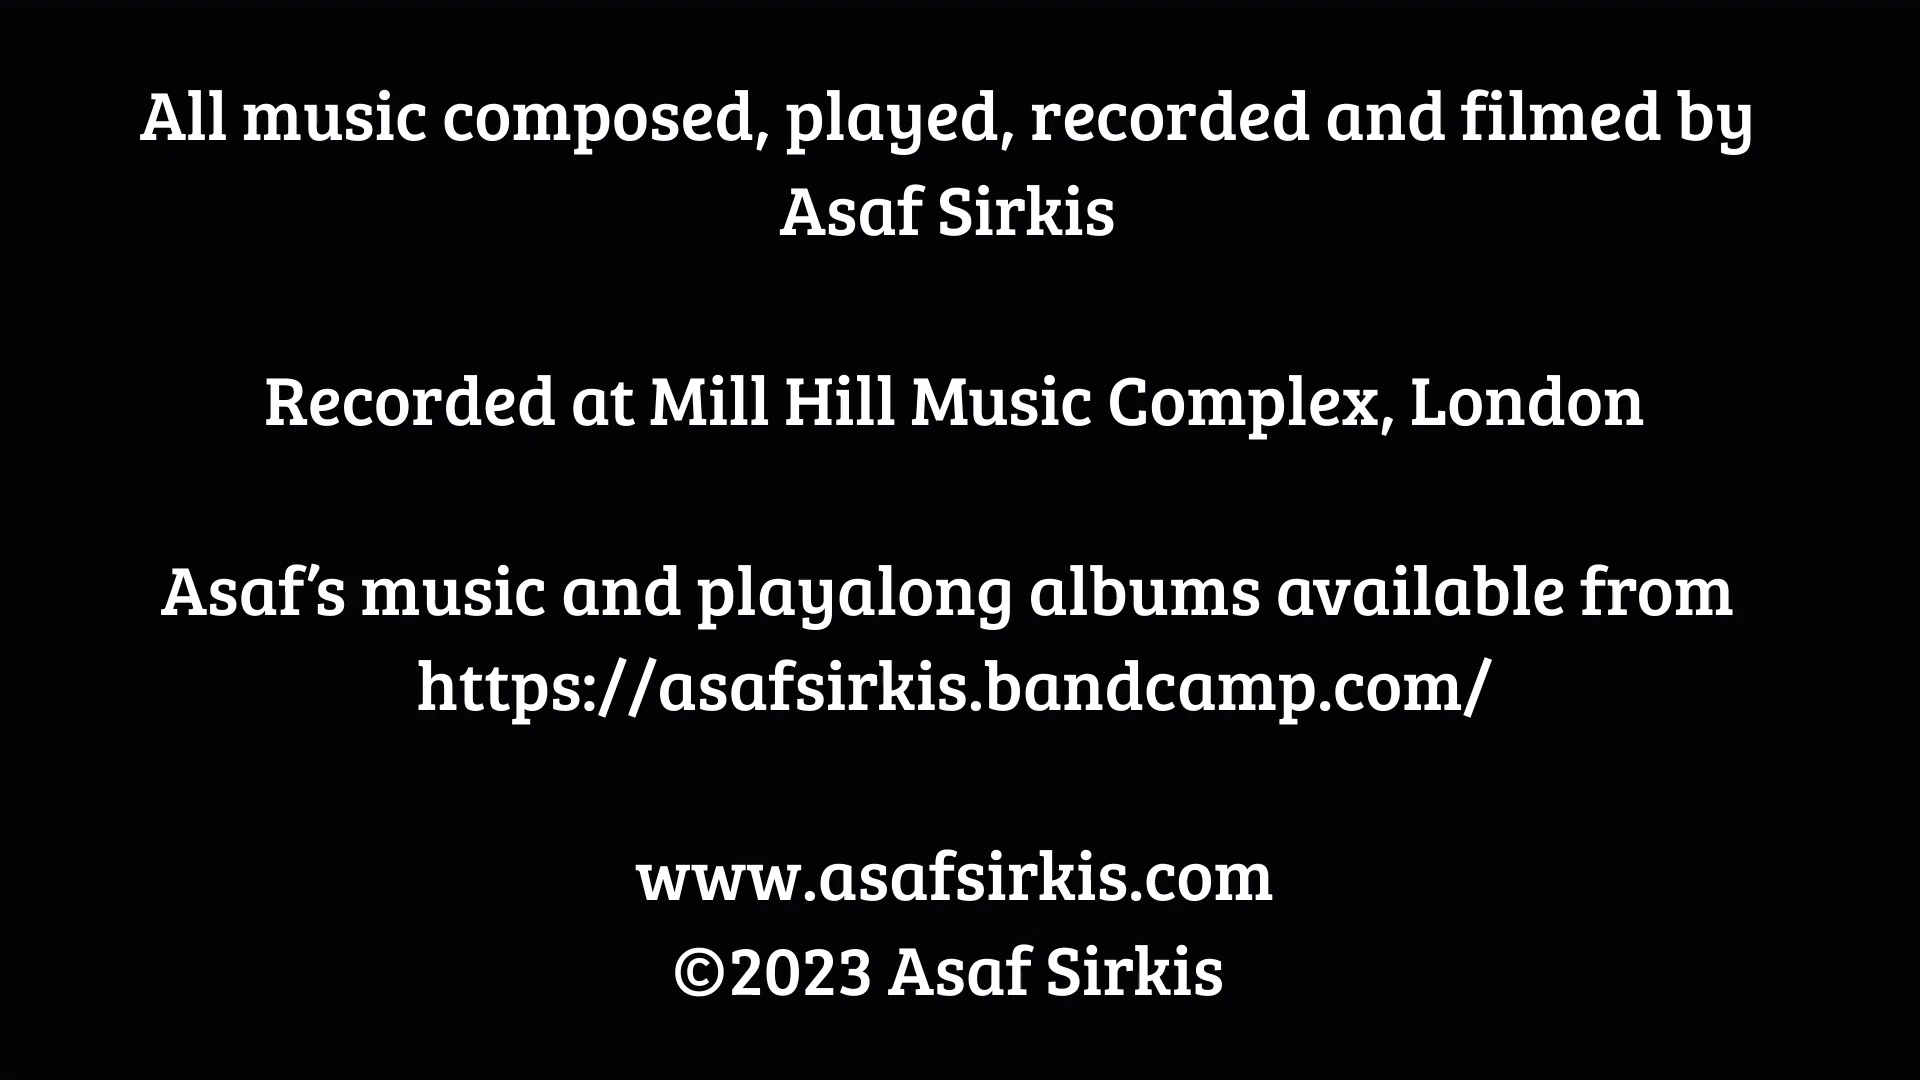 All music composed, played, recorded and filmed by
Asaf Sirkis
Recorded at Mill Hill Music Complex, London
Asaf’s music and playalong albums available from
https://asafsirkis.bandcamp.com/
www.asafsirkis.com
©2023 Asaf Sirkis